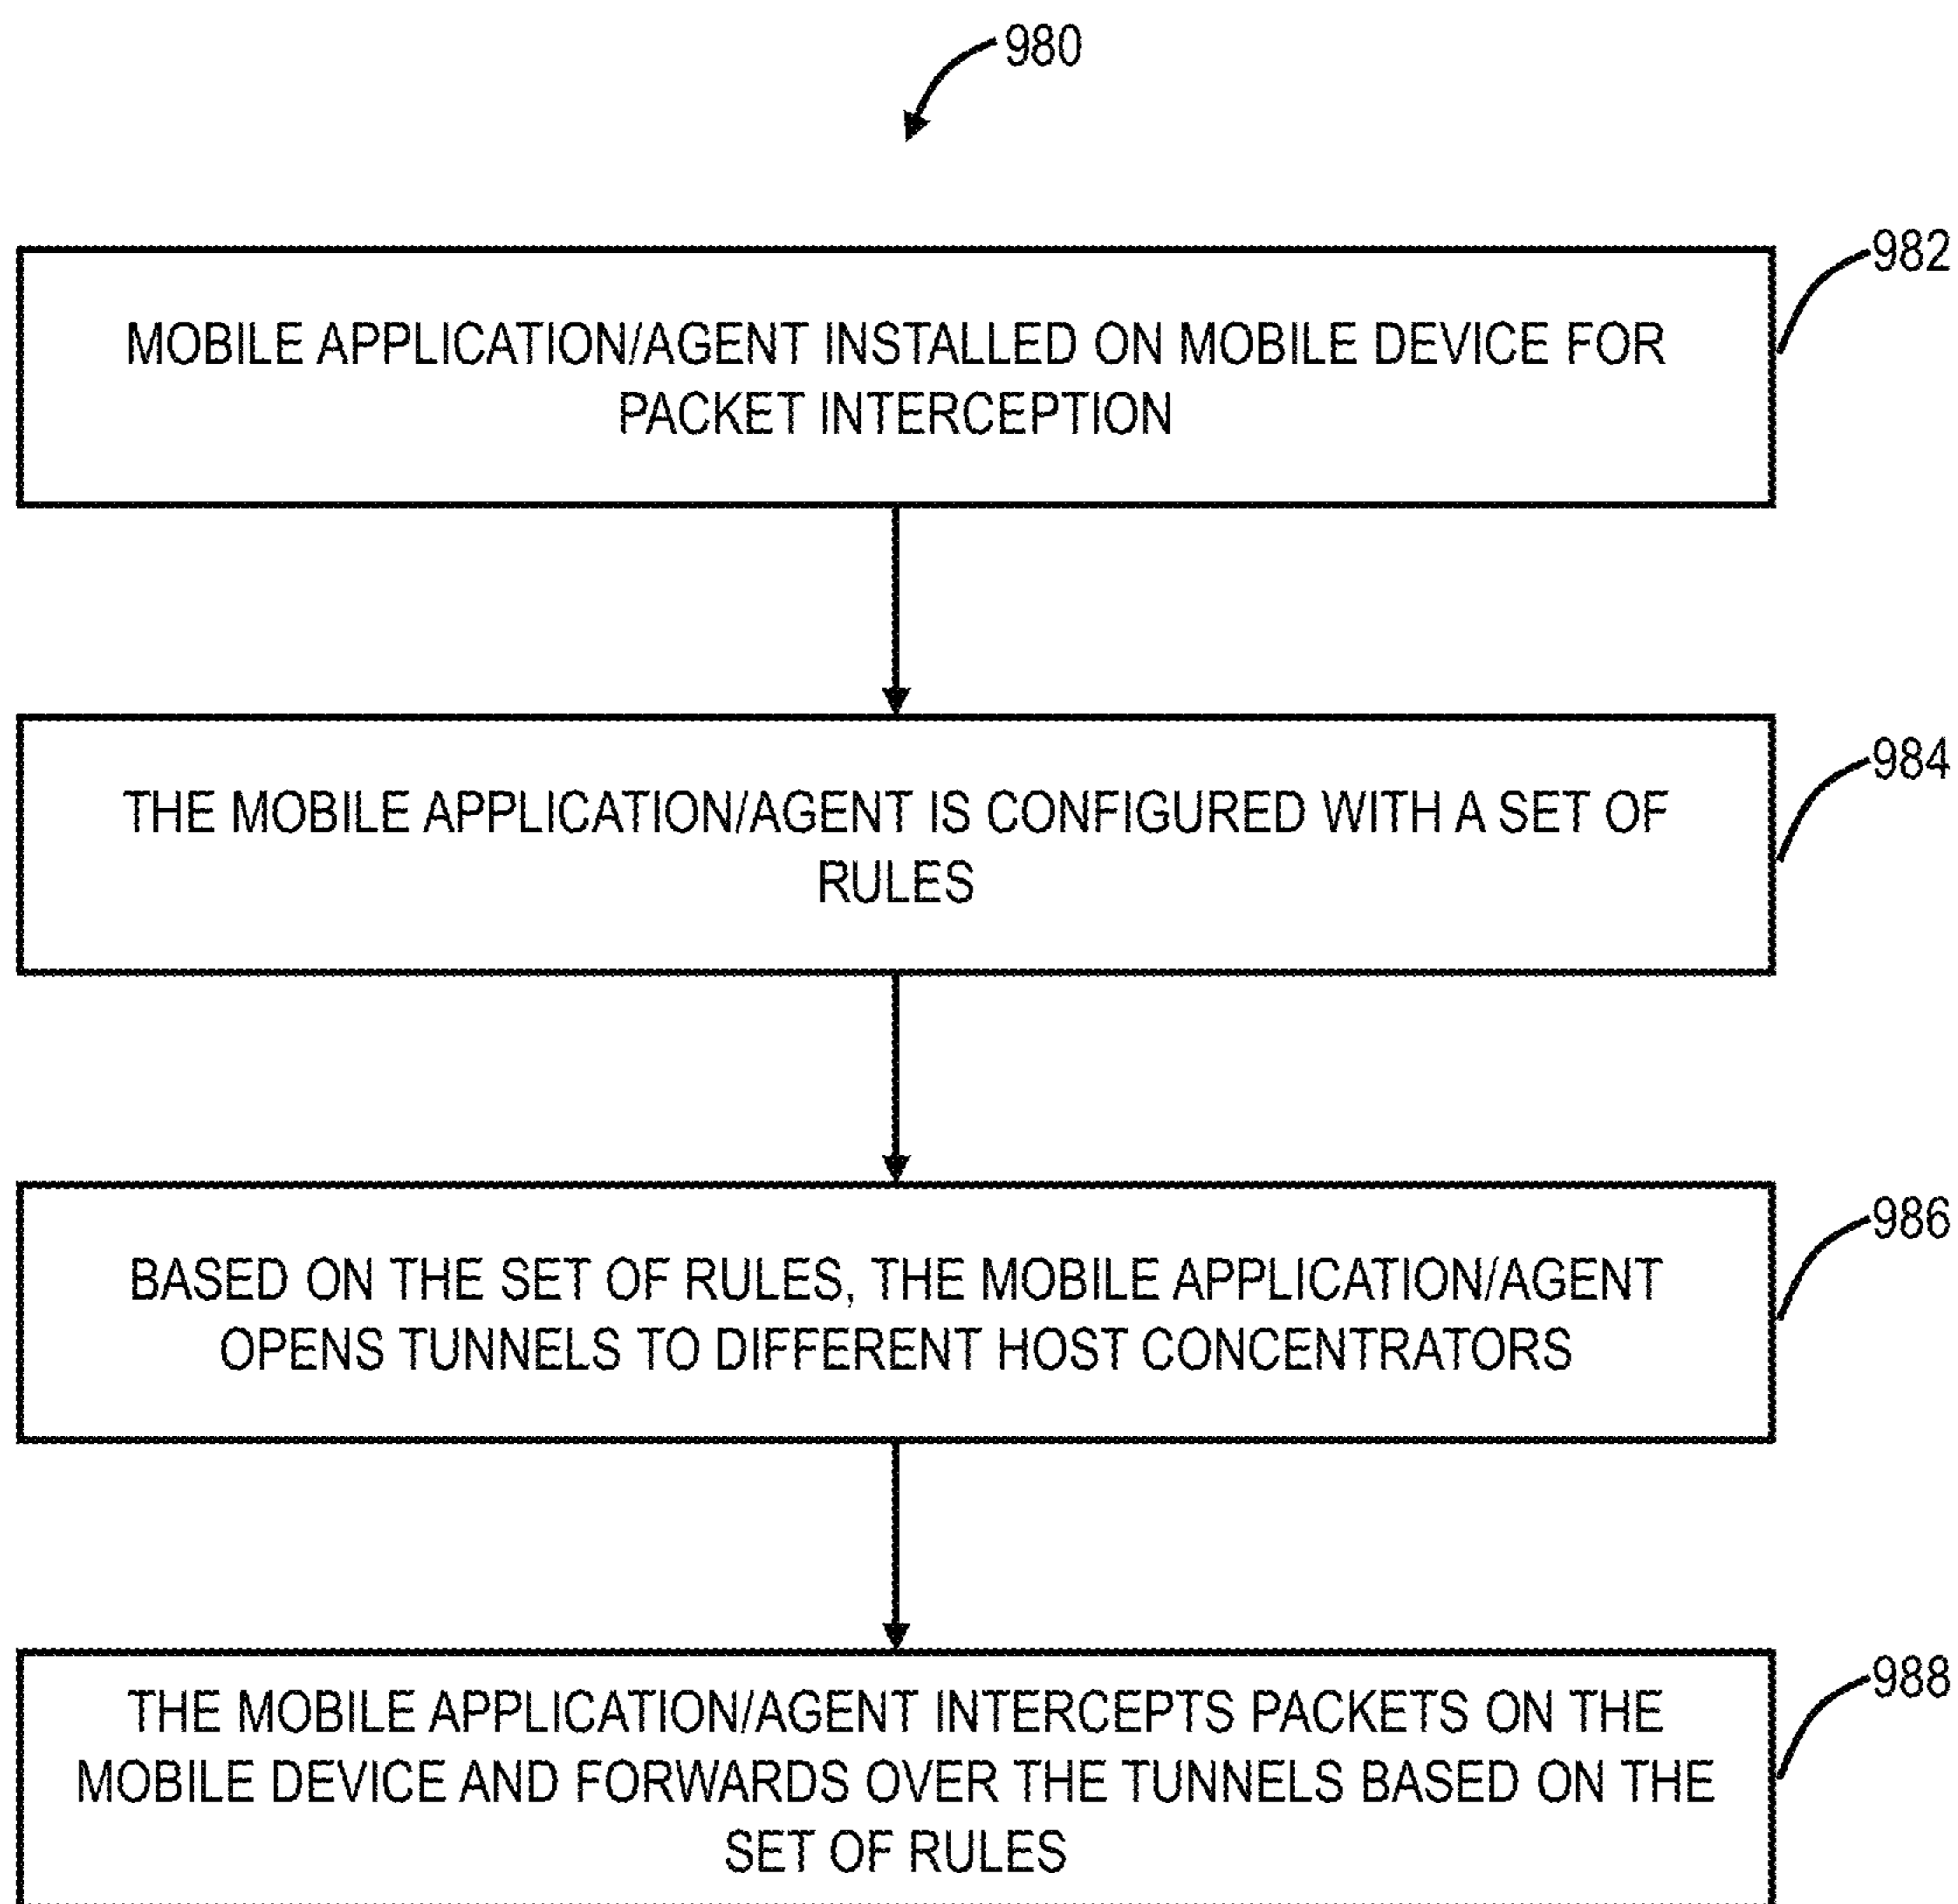 980
982
MOBILE APPLICATION/AGENT INSTALLED ON MOBILE DEVICE FOR
PACKET INTERCEPTION
984
THE MOBILE APPLICATION/AGENT IS CONFIGURED WITH A SET OF
RULES
986
BASED ON THE SET OF RULES, THE MOBILE APPLICATION/AGENT
OPENS TUNNELS TO DIFFERENT HOST CONCENTRATORS
988
THE MOBILE APPLICATION/AGENT INTERCEPTS PACKETS ON THE
MOBILE DEVICE AND FORWARDS OVER THE TUNNELS BASED ON THE
SET OF RULES